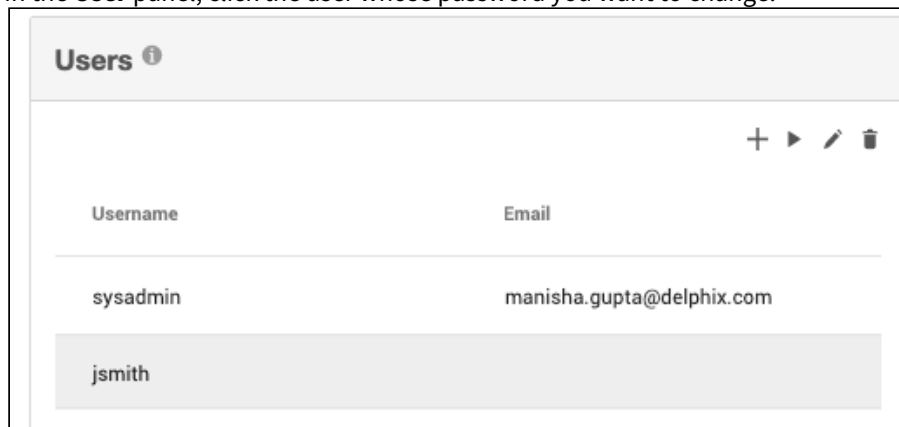 In the User panel, click the user whose password you want to change.
Users
Username Email
sysadmin manisha.gupta@delphix.com
jsmith